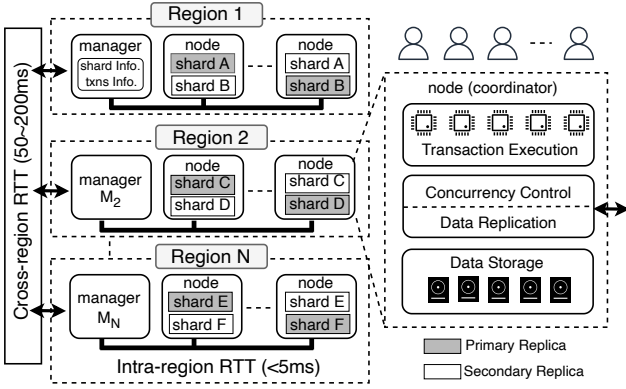 Cross-region RTT (50~200ms)
Region 1
manager
shard Info.
txns Info.
node
shard A
shard B
node
shard A
shard B
Region 2
manager
M2
node
shard C
shard D
node
shard C
shard D
Region N
manager
MN
node
shard E
shard F
node
shard E
shard F
Intra-region RTT (<5ms)
node (coordinator)
Transaction Execution
Concurrency Control
Data Replication
Data Storage
Primary Replica
Secondary Replica